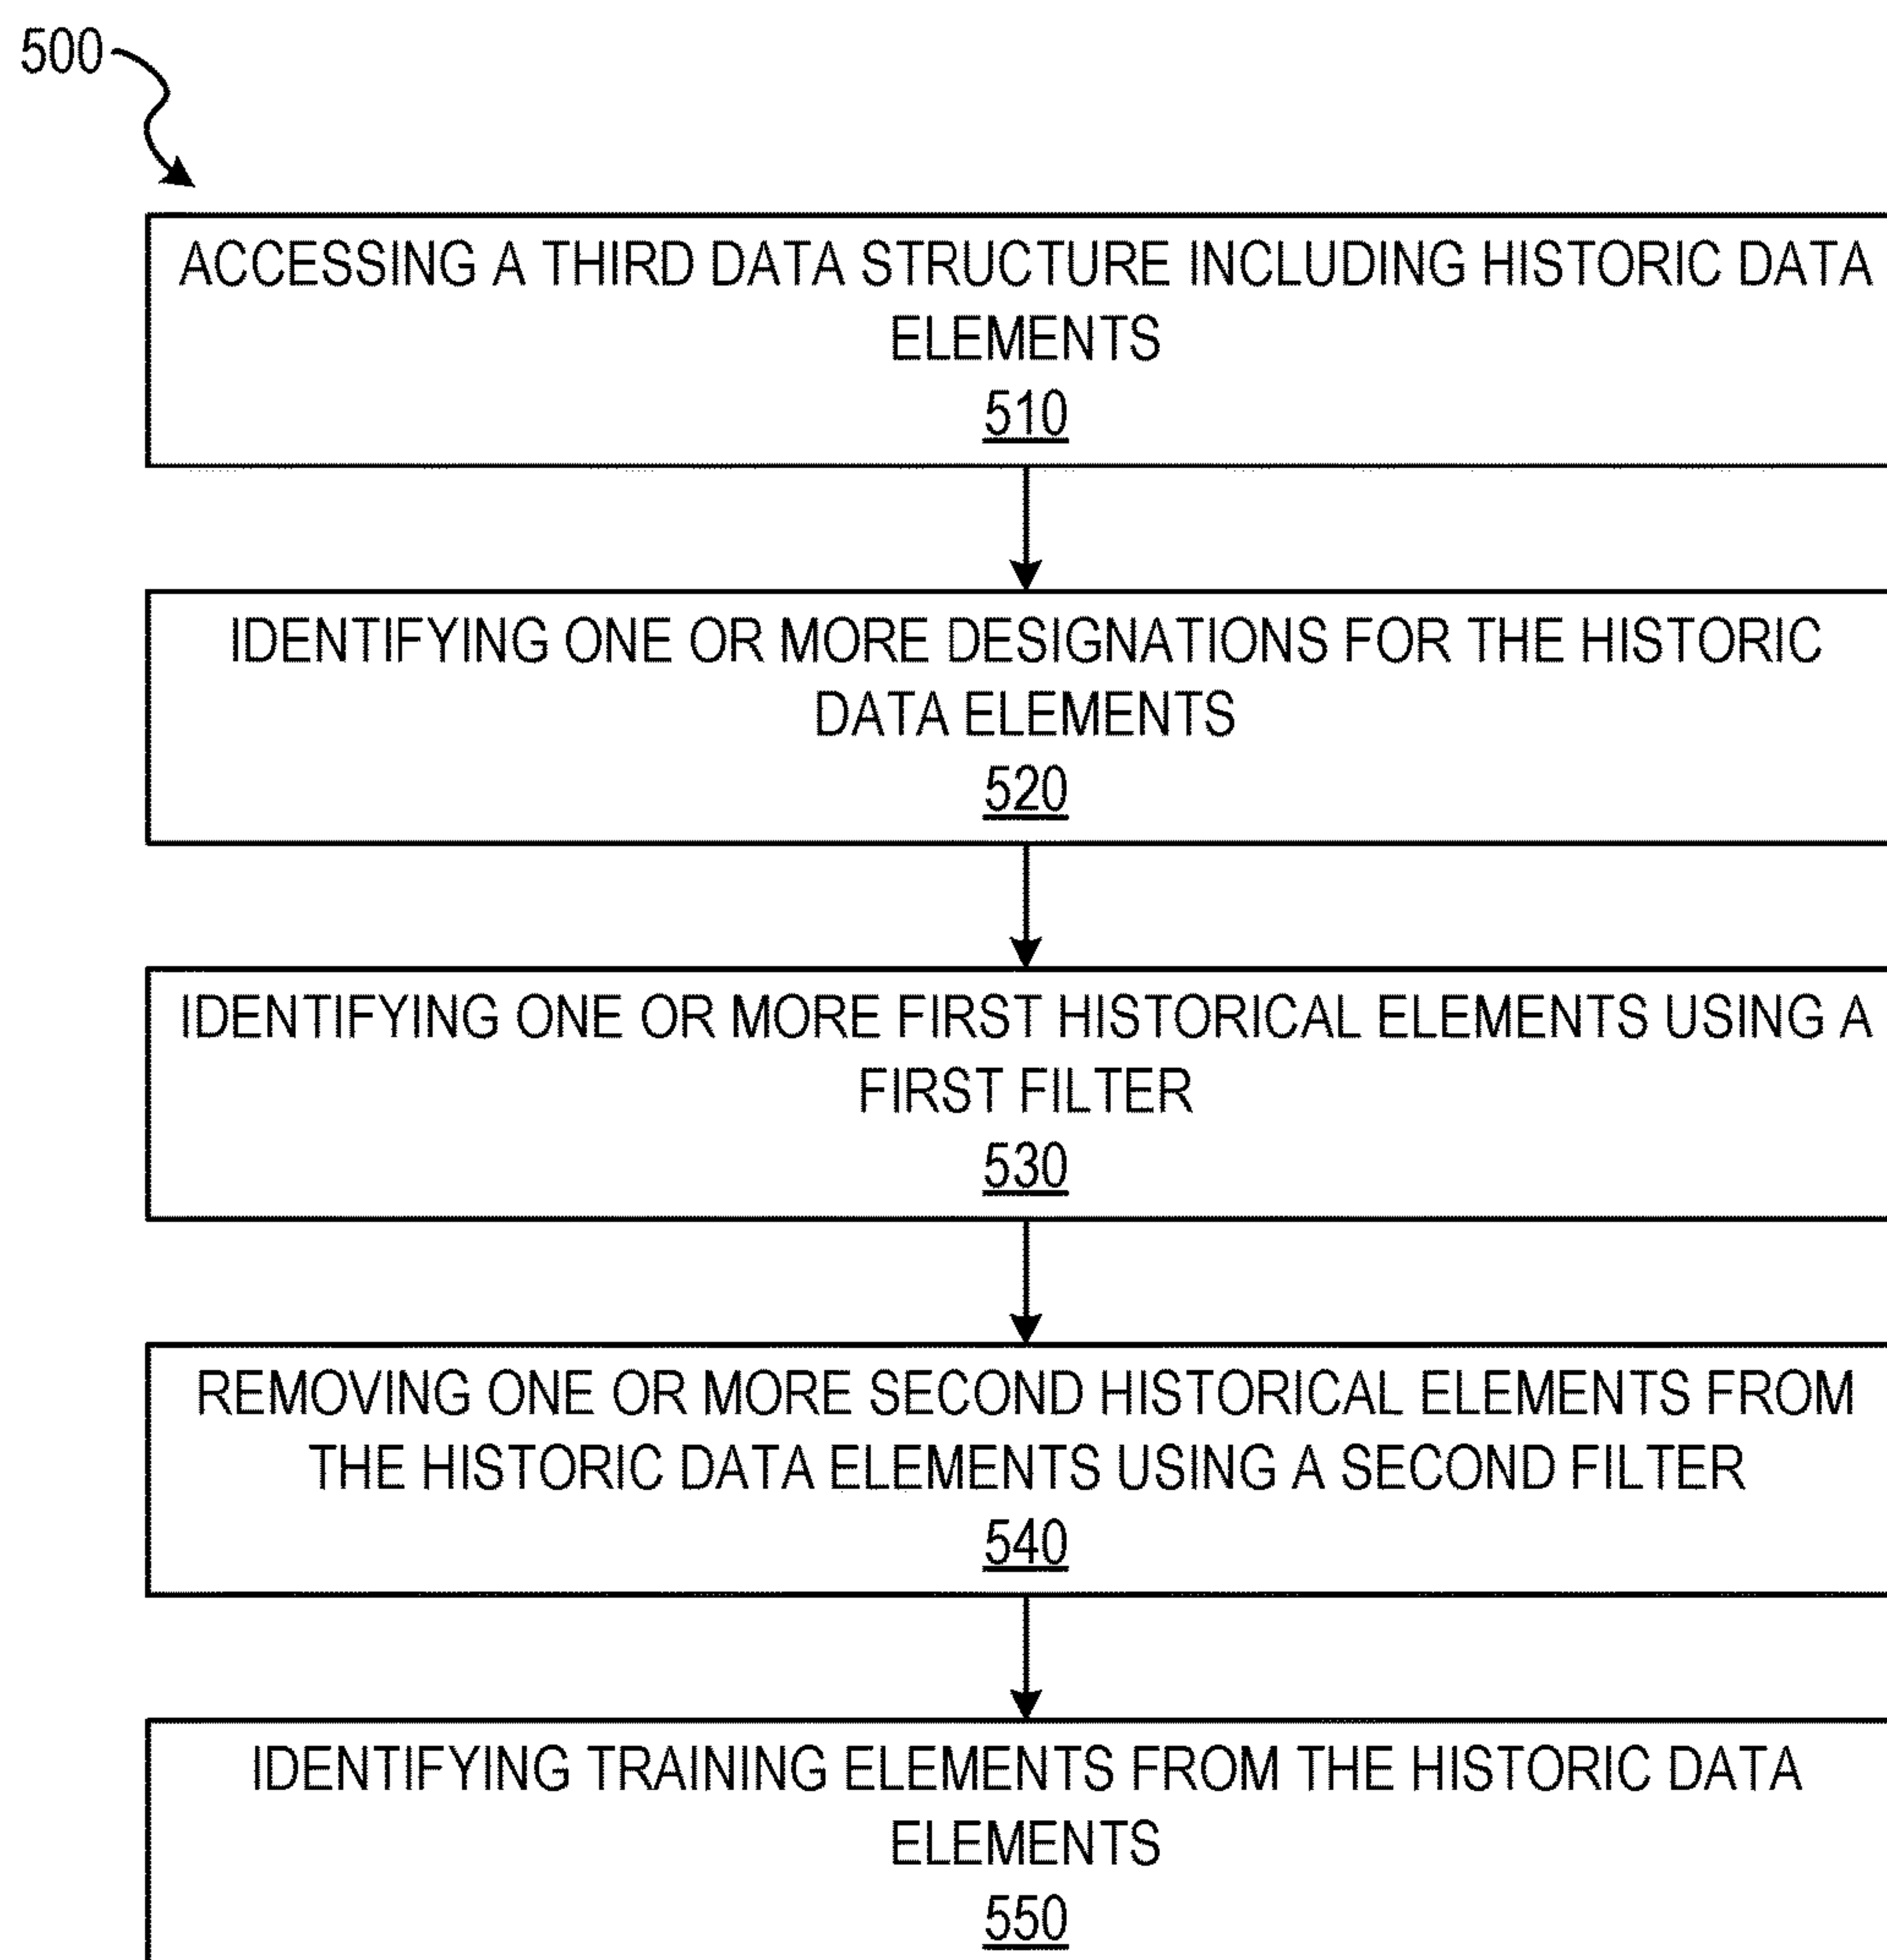 500
ACCESSING A THIRD DATA STRUCTURE INCLUDING HISTORIC DATA
ELEMENTS
510
IDENTIFYING ONE OR MORE DESIGNATIONS FOR THE HISTORIC
DATA ELEMENTS
520
IDENTIFYING ONE OR MORE FIRST HISTORICAL ELEMENTS USING A
FIRST FILTER
530
REMOVING ONE OR MORE SECOND HISTORICAL ELEMENTS FROM
THE HISTORIC DATA ELEMENTS USING A SECOND FILTER
540
IDENTIFYING TRAINING ELEMENTS FROM THE HISTORIC DATA
ELEMENTS
550